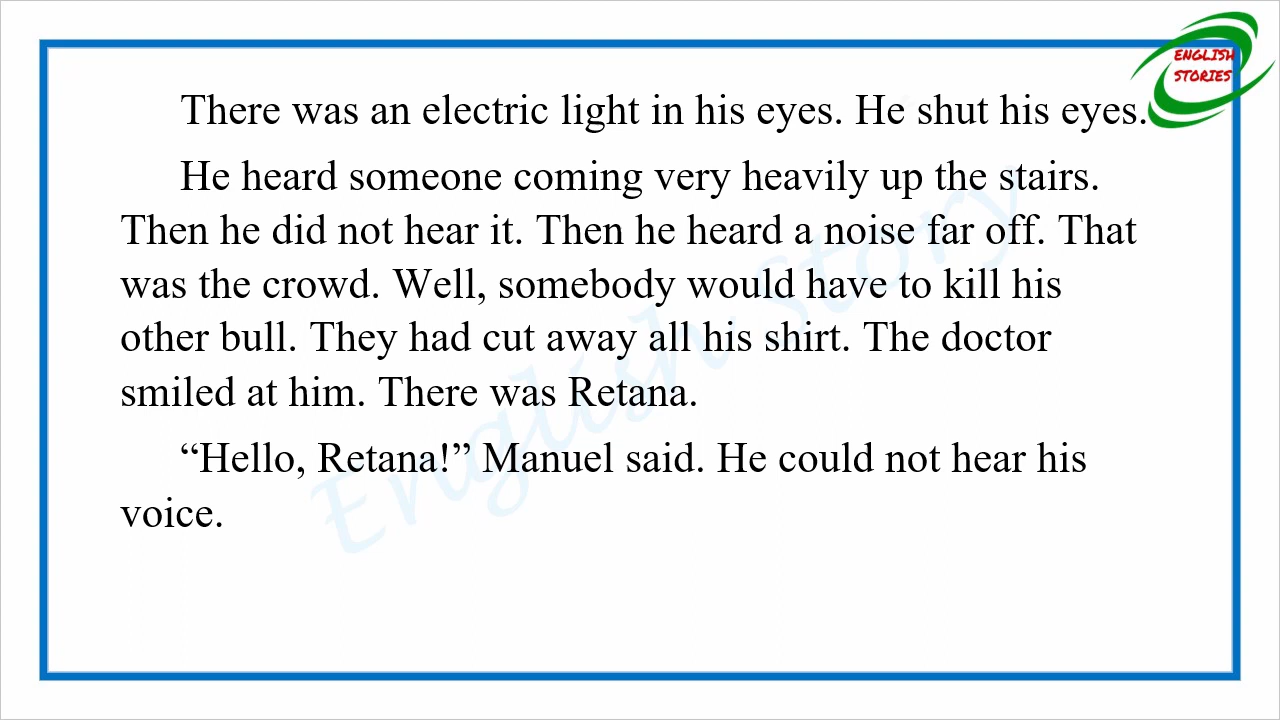 ENGLISH
STORIES
There was an electric light in his eyes. He shut his eyes.
He heard someone coming very heavily up the stairs.
Then he did not hear it. Then he heard a noise far off. That
was the crowd. Well, somebody would have to kill his
other bull. They had cut away all his shirt. The doctor
smiled at him. There was Retana.
“Hello, Retana!” Manuel said. He could not hear his
voice.
English Story